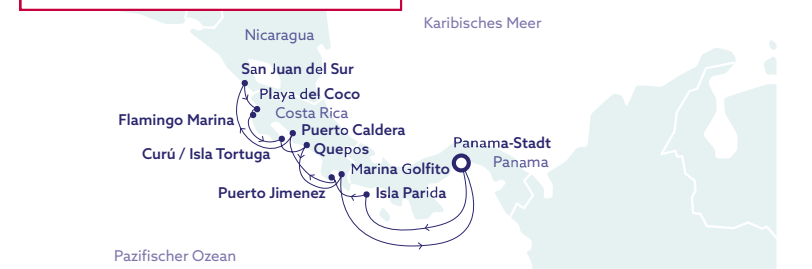 Karibisches Meer
Nicaragua
San Juan del Sur
Playa del Coco
Costa Rica
Flamingo Marina
Puerto Caldera
Panama-Stadt
Quepos
Curú / Isla Tortuga
Panama
Marina Golfito
Puerto Jimenez
Isla Parida
Pazifischer Ozean